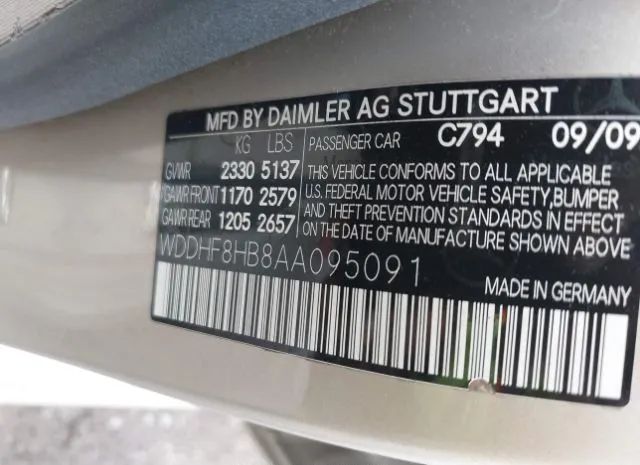 MFD BY DAIMLER AG STUTTGART
KG LBS PASSENGER CAR C794 09/09
GVWR 2330 5137 THIS VEHICLE CONFORMS TO ALL APPLICABLE
GAWR FRONT 1170 2579 U.S. FEDERAL MOTOR VEHICLE SAFETY,BUMPER
GAWR REAR 1205 2657 AND THEFT PREVENTION STANDARDS IN EFFECT
ON THE DATE OF MANUFACTURE SHOWN ABOVE
WDDHF8HB8AA095091
MADE IN GERMANY